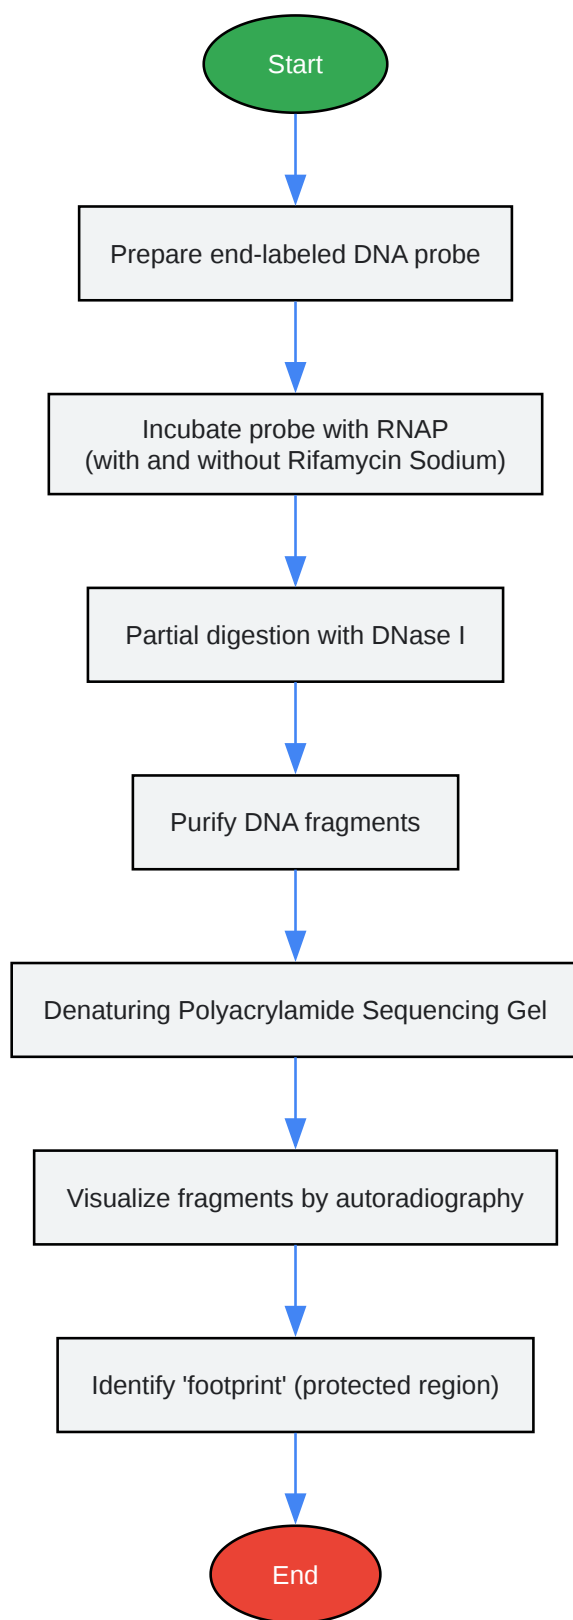 Start
Prepare end-labeled DNA probe
Incubate probe with RNAP
(with and without Rifamycin Sodium)
Partial digestion with DNase I
Purify DNA fragments
Denaturing Polyacrylamide Sequencing Gel
Visualize fragments by autoradiography
Identify 'footprint' (protected region)
End